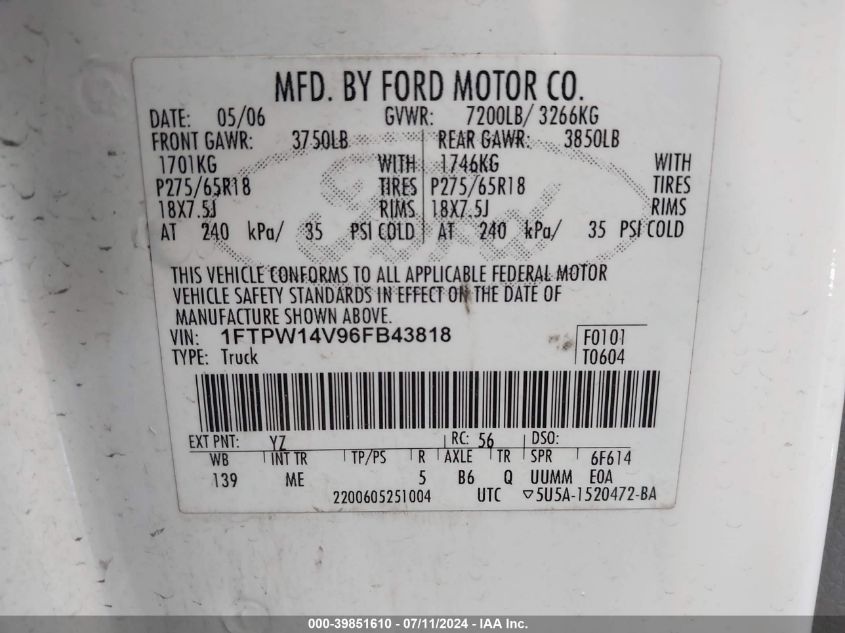 MFD. BY FORD MOTOR CO.
DATE: 05/06 GVWR: 7200LB/ 3266KG
FRONT GAWR: 3750LB REAR GAWR: 3850LB
1701KG WITH 1746KG WITH
P275/65R18 TIRES P275/65R18 TIRES
18X7.5J RIMS 18X7.5J RIMS
AT 240 kPa/ 35 PSI COLD AT 240 kPa/ 35 PSI COLD
Ford
THIS VEHICLE CONFORMS TO ALL APPLICABLE FEDERAL MOTOR
VEHICLE SAFETY STANDARDS IN EFFECT ON THE DATE OF
MANUFACTURE SHOWN ABOVE.
VIN: 1FTPW14V96FB43818 F0101
TYPE: Truck T0604
EXT PNT: YZ RC: 56 DSO:
WB INT TR TP/PS R AXLE TR SPR 6F614
139 ME 5 B6 Q UUMM E0A
2200605251004 UTC ▽5U5A-1520472-BA
000-39851610 - 07/11/2024 - IAA Inc.